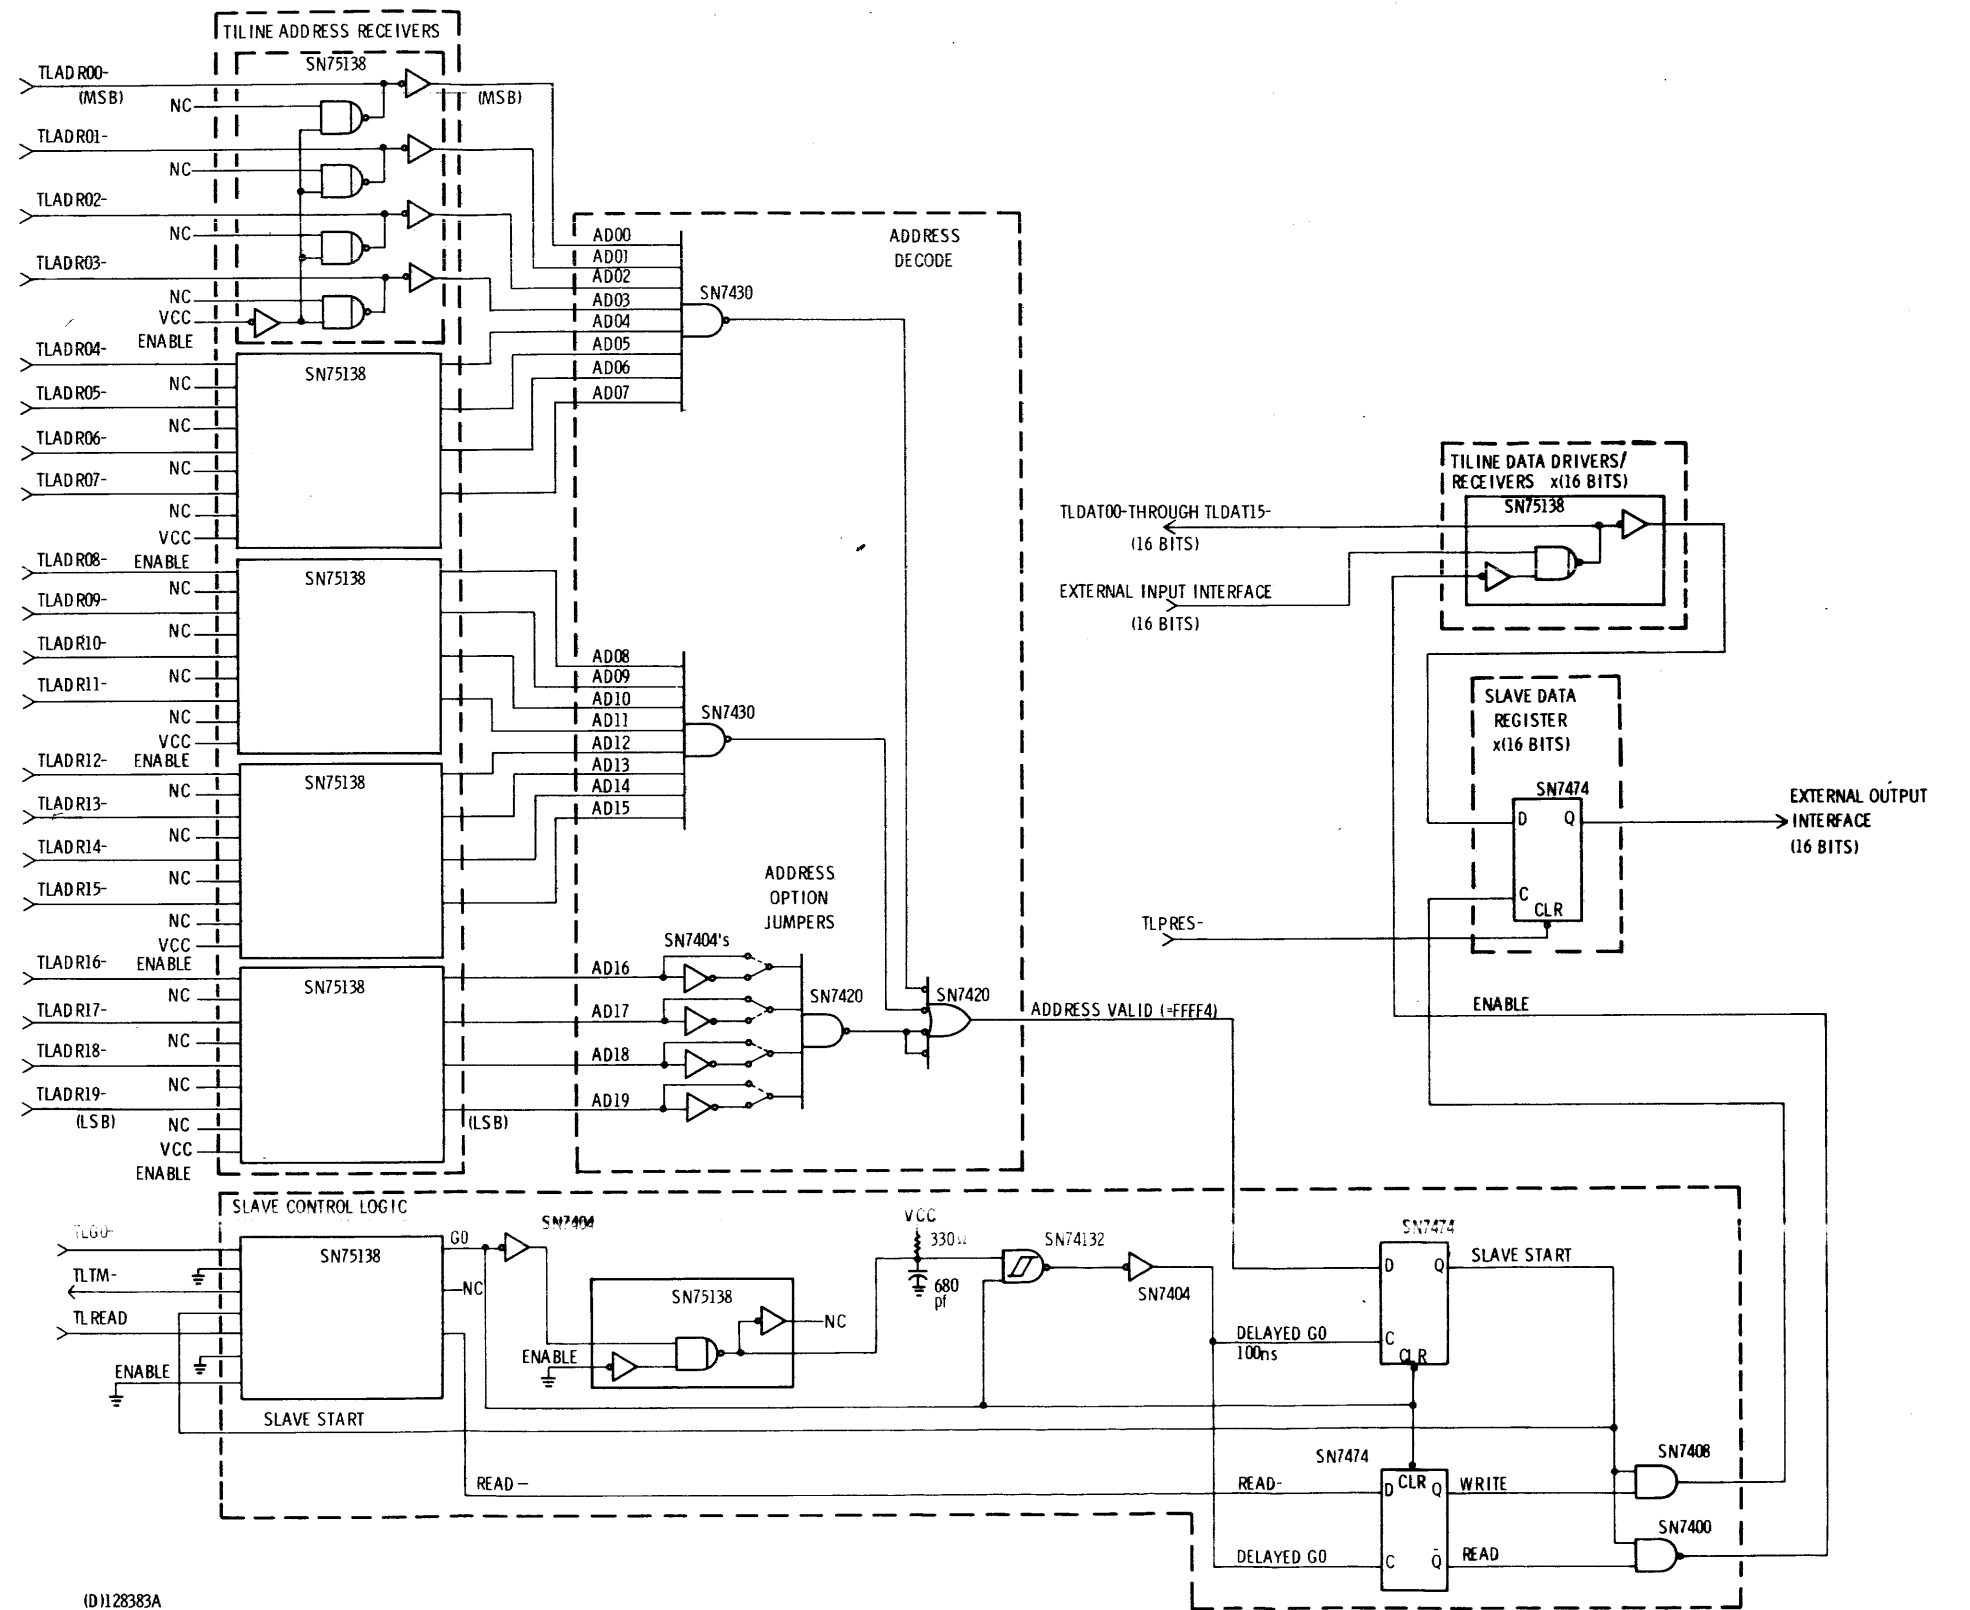 TILINE ADDRESS RECEIVERS
SN75138
TLADR00-
(MSB)
NC
(MSB)
TLADR01-
NC
TLADR02-
NC
TLADR03-
NC
VCC
ENABLE
TLADR04-
SN75138
NC
TLADR05-
NC
TLADR06-
NC
TLADR07-
NC
VCC
ENABLE
TLADR08-
SN75138
NC
TLADR09-
NC
TLADR10-
NC
TLADR11-
NC
VCC
ENABLE
TLADR12-
SN75138
NC
TLADR13-
NC
TLADR14-
NC
TLADR15-
NC
VCC
ENABLE
TLADR16-
SN75138
NC
TLADR17-
NC
TLADR18-
NC
TLADR19-
(LSB)
NC
(LSB)
VCC
ENABLE
ADDRESS
DECODE
AD00
AD01
AD02
AD03
AD04
AD05
AD06
AD07
SN7430
AD08
AD09
AD10
AD11
AD12
AD13
AD14
AD15
SN7430
ADDRESS
OPTION
JUMPERS
SN7404's
AD16
AD17
AD18
AD19
SN7420
SN7420
ADDRESS VALID (=FFFF4)
TILINE DATA DRIVERS/
RECEIVERS x(16 BITS)
SN75138
TLDAT00-THROUGH TLDAT15-
(16 BITS)
EXTERNAL INPUT INTERFACE
(16 BITS)
SLAVE DATA
REGISTER
x(16 BITS)
SN7474
D Q
C
CLR
EXTERNAL OUTPUT
INTERFACE
(16 BITS)
TLPRES-
ENABLE
SLAVE CONTROL LOGIC
TLGO-
SN75138
GO
SN7404
TLTM-
NC
TLREAD
ENABLE
SLAVE START
SN75138
NC
ENABLE
VCC
330Ω
680
pf
SN74132
SN7404
DELAYED GO
100ns
SN7474
D Q
C
CLR
SLAVE START
READ-
READ-
SN7474
CLR
D Q
WRITE
SN7408
DELAYED GO
C Q̄
READ
SN7400
(D)128383A